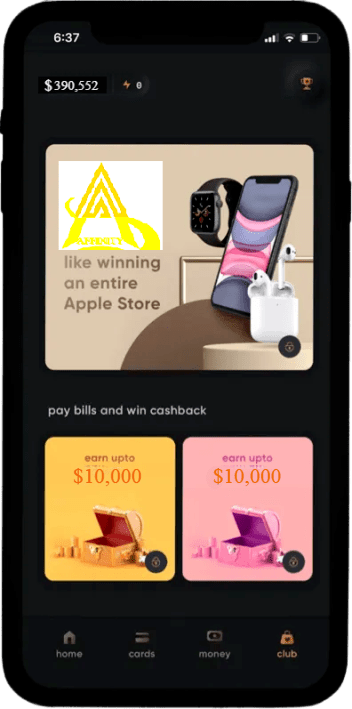 6:37
$390,552
0
AFFINITY
like winning
an entire
Apple Store
pay bills and win cashback
earn upto
$10,000
earn upto
$10,000
home
cards
money
club